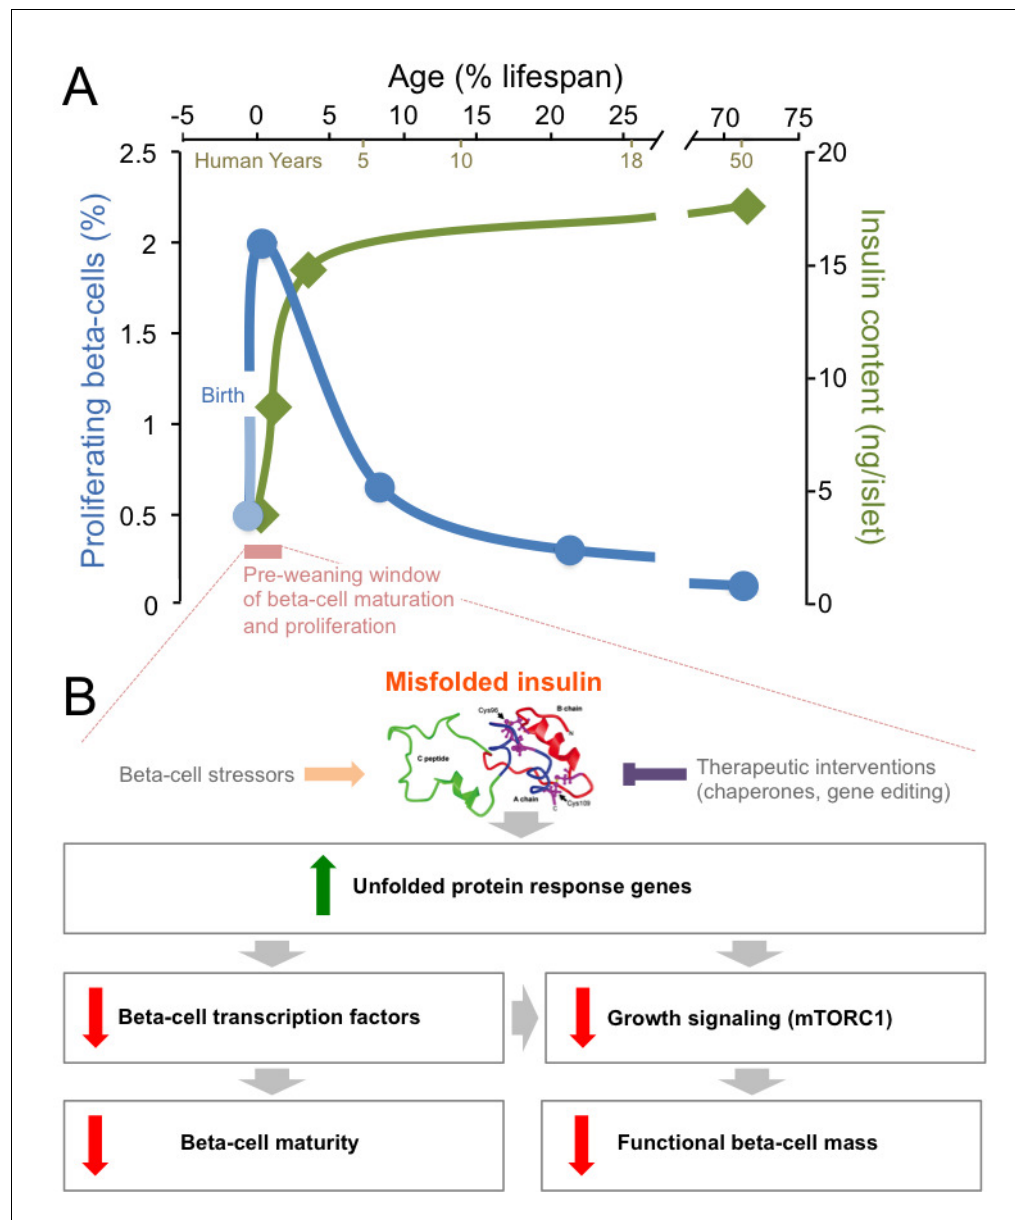 A
Age (% lifespan)
-5 0 5 10 15 20 25 70 75
Human Years 5 10 18 50
2.5
2
1.5
1
0.5
0
Proliferating beta-cells (%)
20
15
10
5
0
Insulin content (ng/islet)
Birth
Pre-weaning window
of beta-cell maturation
and proliferation
B
Misfolded insulin
Cys96
B chain
N
C peptide
A chain
Cys109
C
Beta-cell stressors
Therapeutic interventions
(chaperones, gene editing)
Unfolded protein response genes
Beta-cell transcription factors
Growth signaling (mTORC1)
Beta-cell maturity
Functional beta-cell mass